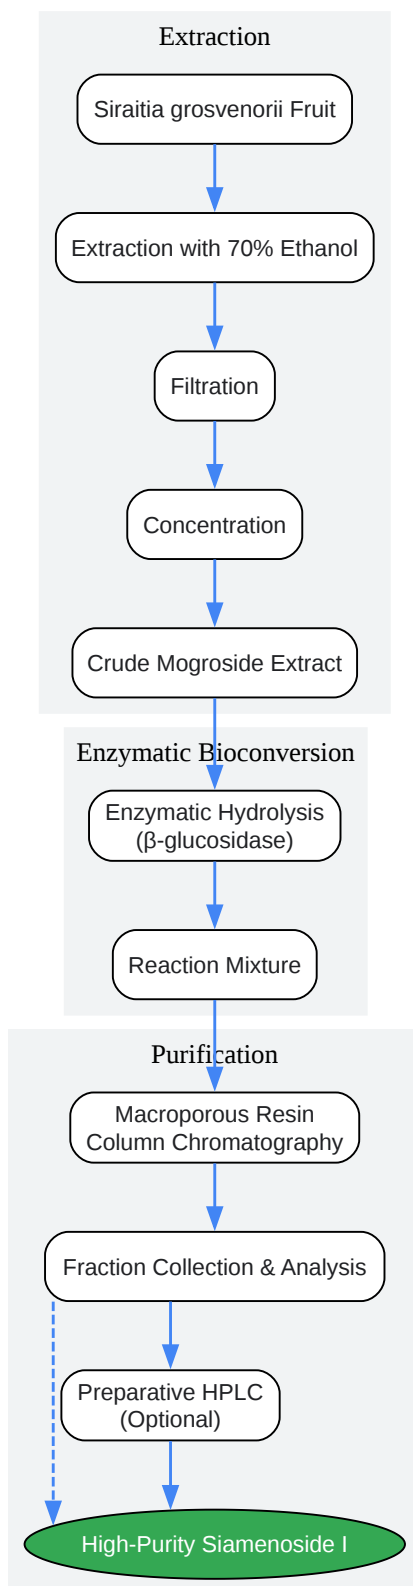 Extraction
Siraitia grosvenorii Fruit
Extraction with 70% Ethanol
Filtration
Concentration
Crude Mogroside Extract
Enzymatic Bioconversion
Enzymatic Hydrolysis
(β-glucosidase)
Reaction Mixture
Purification
Macroporous Resin
Column Chromatography
Fraction Collection & Analysis
Preparative HPLC
(Optional)
High-Purity Siamenoside I